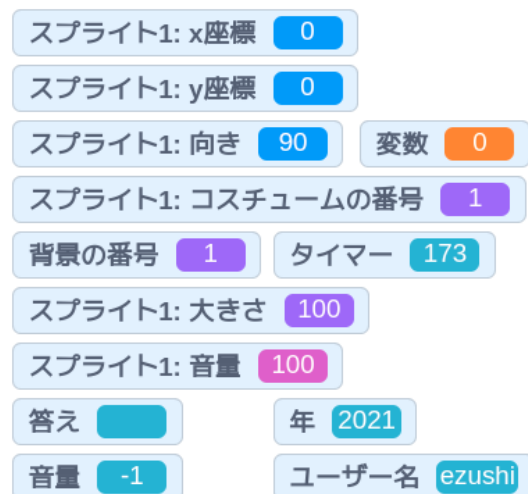 スプライト1: x座標 0
スプライト1: y座標 0
スプライト1: 向き 90 変数 0
スプライト1: コスチュームの番号 1
背景の番号 1 タイマー 173
スプライト1: 大きさ 100
スプライト1: 音量 100
答え 年 2021
音量 -1 ユーザー名 ezushi